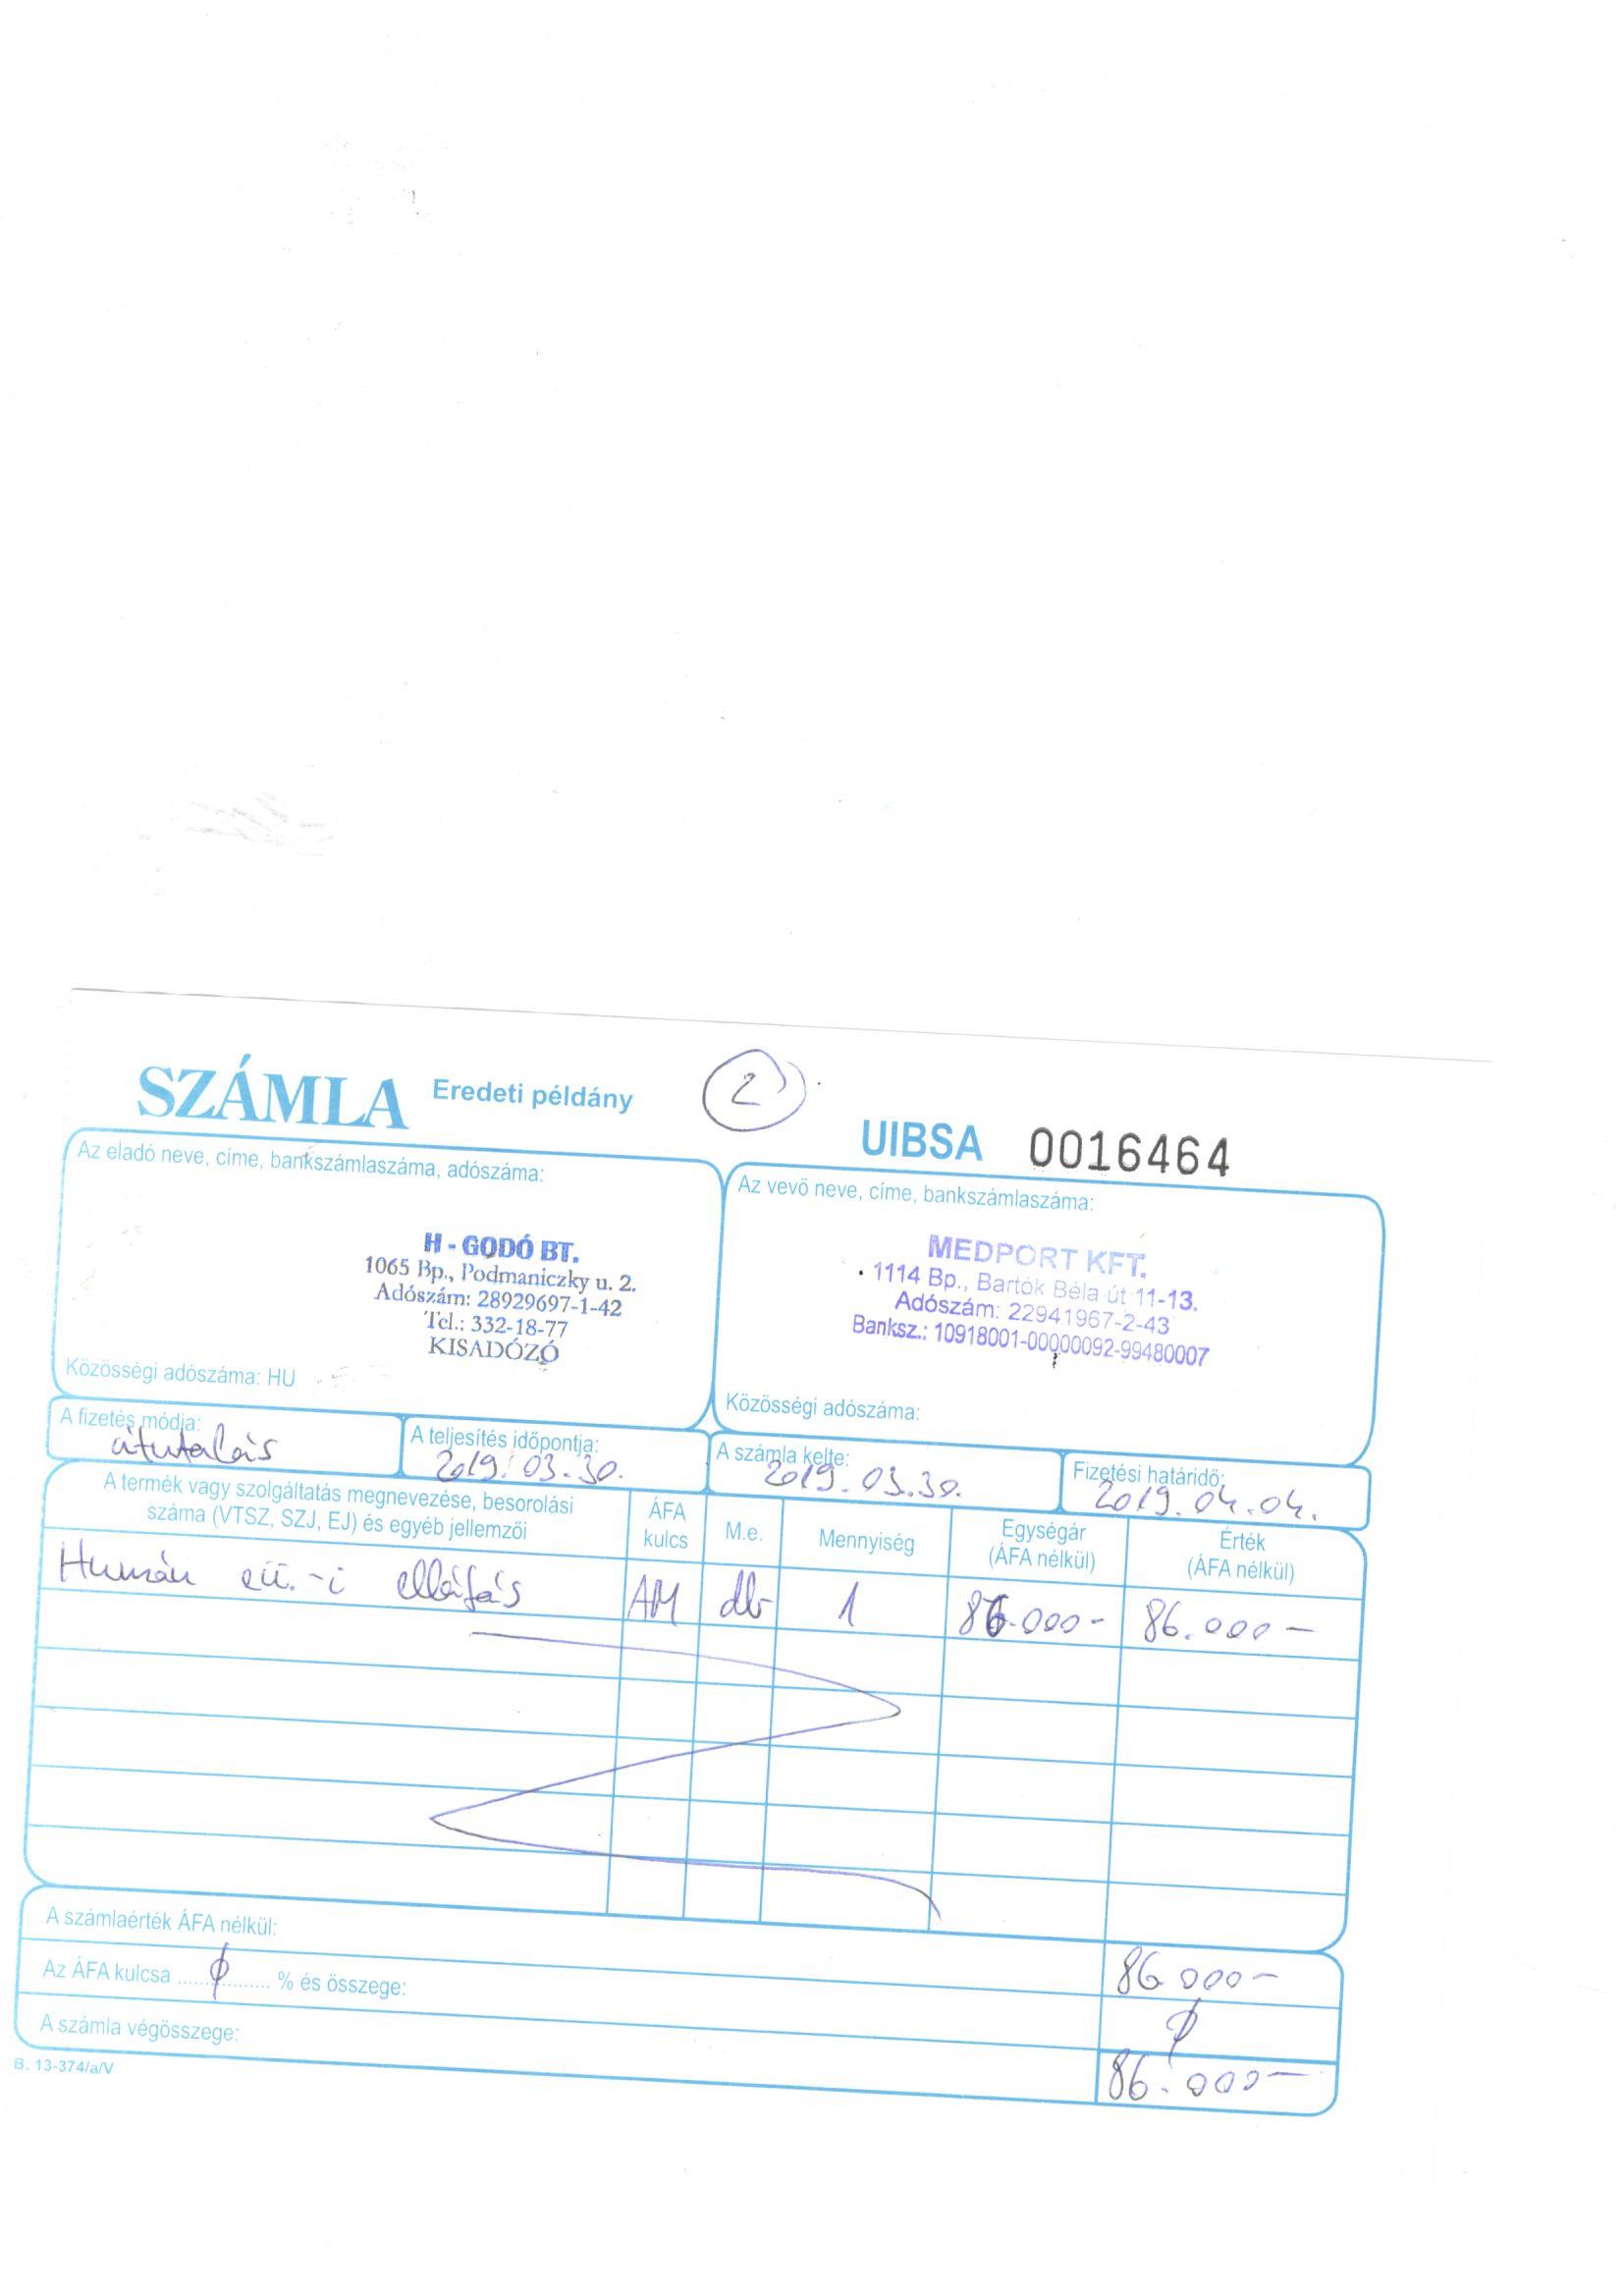 SZÁMLA Eredeti példány 2
UIBSA 0016464
Az eladó neve, címe, bankszámlaszáma, adószáma:
H - GODÓ BT.
1065 Bp., Podmaniczky u. 2.
Adószám: 28929697-1-42
Tel.: 332-18-77
KISADÓZÓ
Közösségi adószáma: HU
Az vevő neve, címe, bankszámlaszáma:
MEDPORT KFT.
1114 Bp., Bartók Béla út 11-13.
Adószám: 22941967-2-43
Banksz.: 10918001-00000092-99480007
Közösségi adószáma:
A fizetés módja:
átutalás
A teljesítés időpontja:
2019.03.30.
A számla kelte:
2019.03.30.
Fizetési határidő:
2019.04.04.
A termék vagy szolgáltatás megnevezése, besorolási
száma (VTSZ, SZJ, EJ) és egyéb jellemzői
ÁFA
kulcs
M.e.
Mennyiség
Egységár
(ÁFA nélkül)
Érték
(ÁFA nélkül)
Humán eü.-i ellátás AM db 1 86.000- 86.000-
A számlaérték ÁFA nélkül: 86 000-
Az ÁFA kulcsa ........ø........ % és összege: ø
A számla végösszege: 86.000-
B. 13-374/a/V